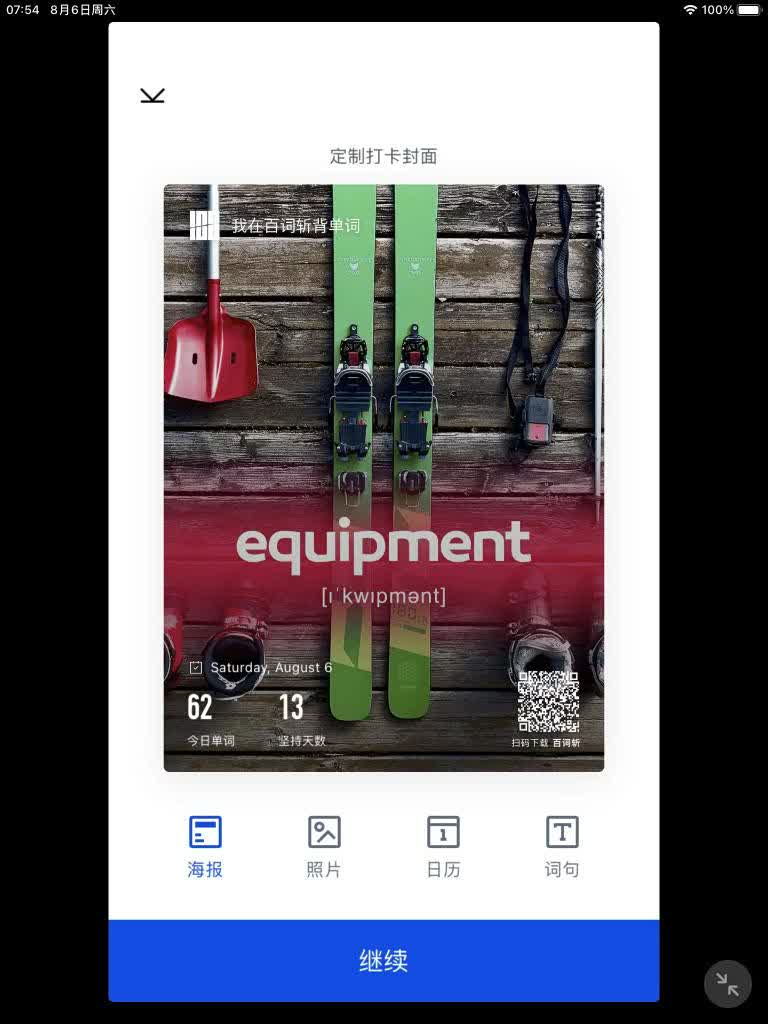 07:54 8月6日周六
100%
定制打卡封面
我在百词斩背单词
equipment
[ɪˈkwɪpmənt]
Saturday, August 6
62
13
今日单词
坚持天数
扫码下载 百词斩
海报
照片
日历
词句
继续